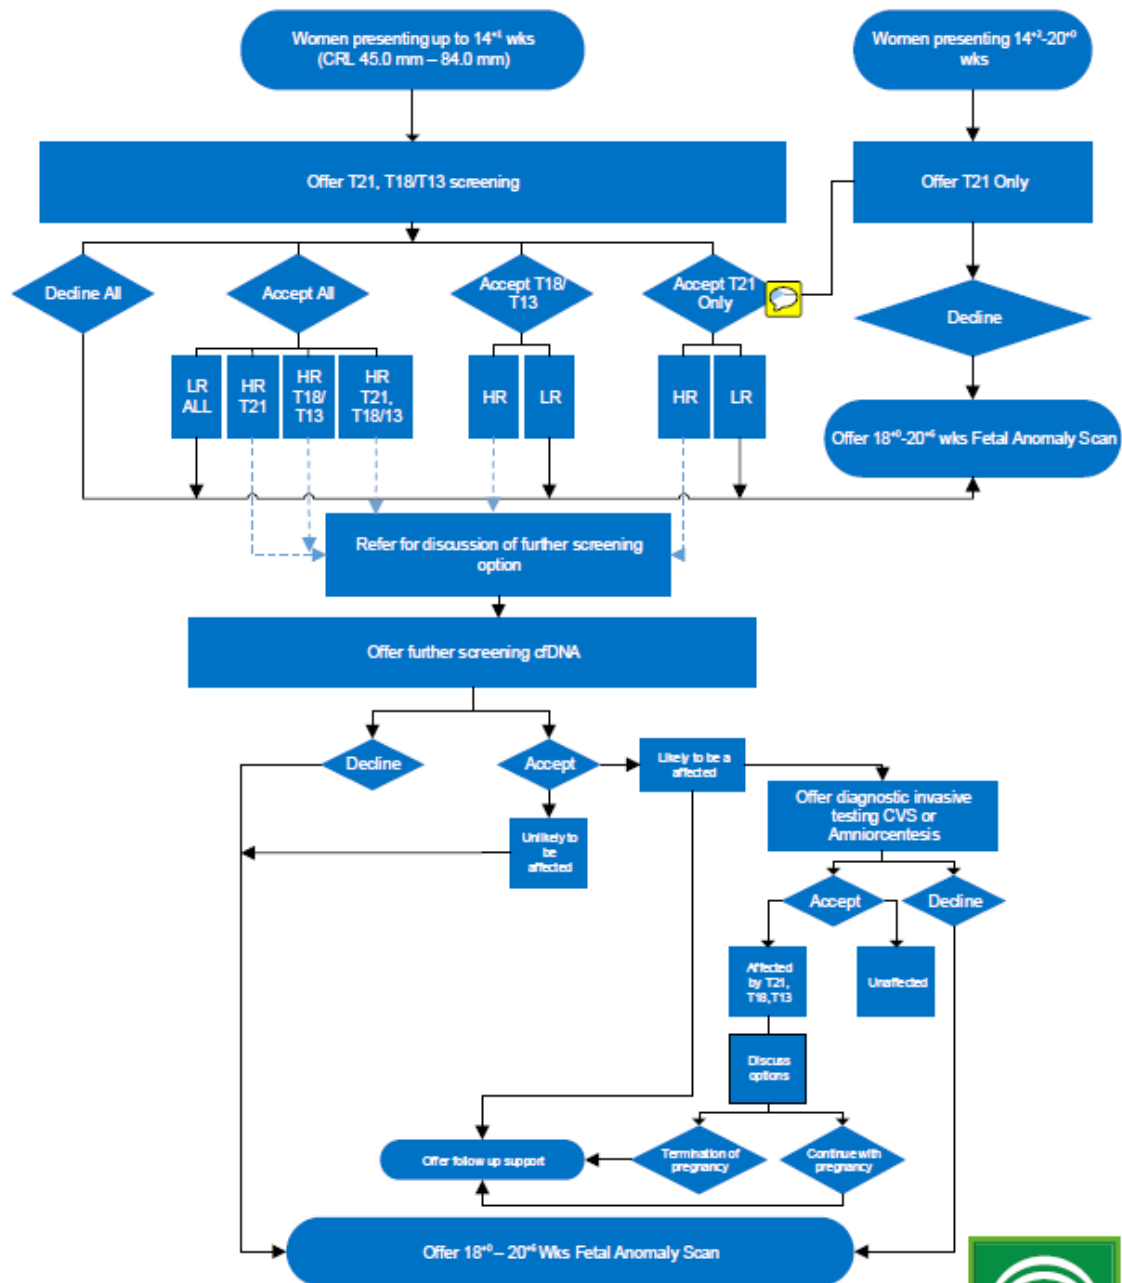 Women presenting up to 14⁺¹ wks
(CRL 45.0 mm – 84.0 mm)
Women presenting 14⁺²-20⁺⁰
wks
Offer T21, T18/T13 screening
Offer T21 Only
Decline All
Accept All
Accept T18/
T13
Accept T21
Only
Decline
LR
ALL
HR
T21
HR
T18/
T13
HR
T21,
T18/13
HR
LR
HR
LR
Offer 18⁺⁰-20⁺⁶ wks Fetal Anomaly Scan
Refer for discussion of further screening
option
Offer further screening cfDNA
Decline
Accept
Likely to be a
affected
Unlikely to
be
affected
Offer diagnostic invasive
testing CVS or
Amniorcentesis
Accept
Decline
Affected
by T21,
T18,T13
Unaffected
Discuss
options
Termination of
pregnancy
Continue with
pregnancy
Offer follow up support
Offer 18⁺⁰ – 20⁺⁶ Wks Fetal Anomaly Scan